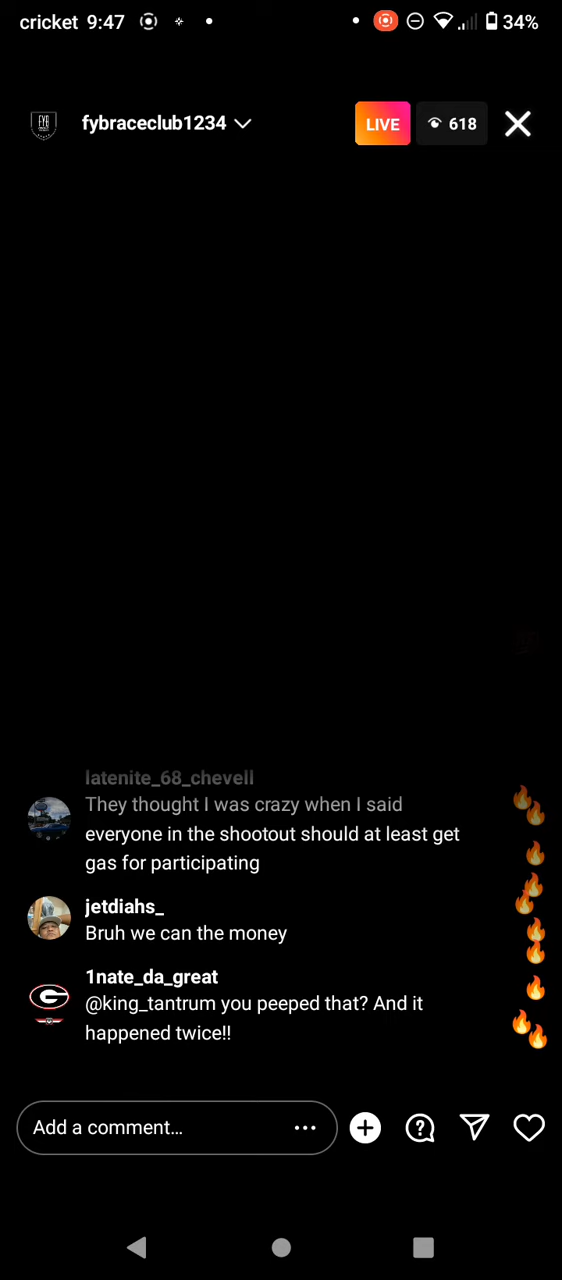 cricket 9:47 34%
FYB
fybraceclub1234 LIVE 618
latenite_68_chevell
They thought I was crazy when I said
everyone in the shootout should at least get
gas for participating
jetdiahs_
Bruh we can the money
1nate_da_great
@king_tantrum you peeped that? And it
happened twice!!
Add a comment…